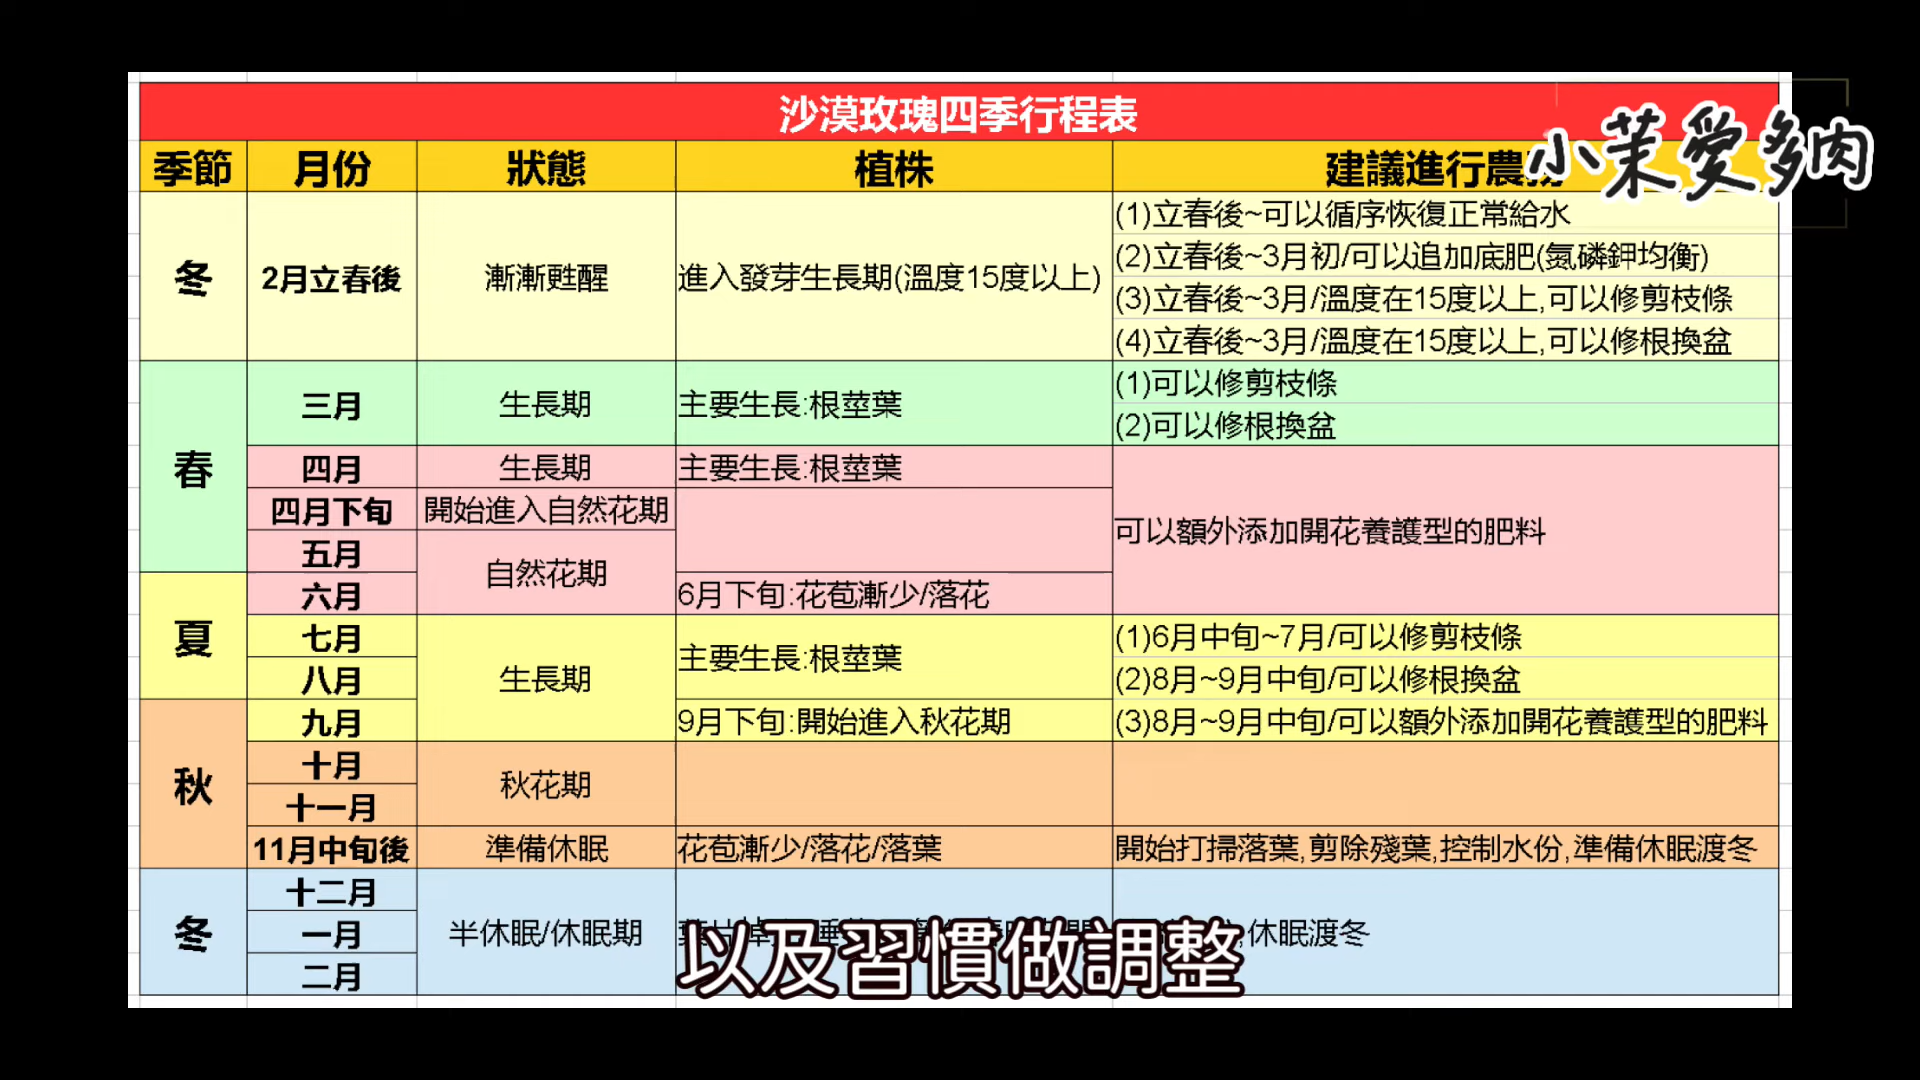 沙漠玫瑰四季行程表
小茉愛多肉
季節 月份 狀態 植株 建議進行農務
冬 2月立春後 漸漸甦醒 進入發芽生長期(溫度15度以上)
(1)立春後~可以循序恢復正常給水
(2)立春後~3月初/可以追加底肥(氮磷鉀均衡)
(3)立春後~3月/溫度在15度以上,可以修剪枝條
(4)立春後~3月/溫度在15度以上,可以修根換盆
春 三月 生長期 主要生長:根莖葉
(1)可以修剪枝條
(2)可以修根換盆
四月 生長期 主要生長:根莖葉
四月下旬 開始進入自然花期
可以額外添加開花養護型的肥料
五月 自然花期
夏 六月 6月下旬:花苞漸少/落花
七月 生長期 主要生長:根莖葉 (1)6月中旬~7月/可以修剪枝條
八月 (2)8月~9月中旬/可以修根換盆
秋 九月 9月下旬:開始進入秋花期 (3)8月~9月中旬/可以額外添加開花養護型的肥料
十月 秋花期
十一月
11月中旬後 準備休眠 花苞漸少/落花/落葉 開始打掃落葉,剪除殘葉,控制水份,準備休眠渡冬
冬 十二月
一月 半休眠/休眠期 ,休眠渡冬
二月
以及習慣做調整